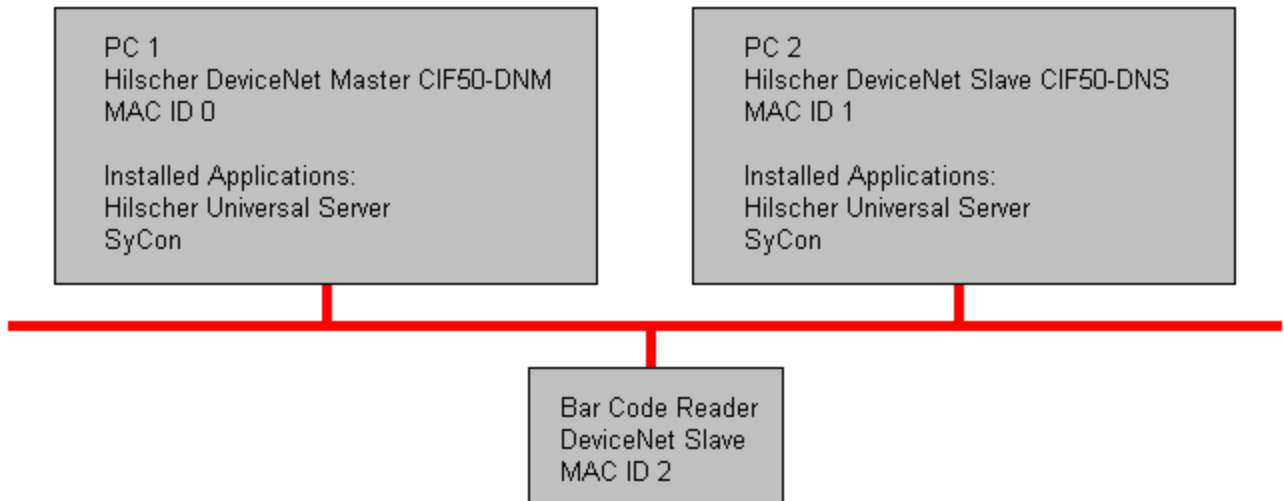 PC 1
Hilscher DeviceNet Master CIF50-DNM
MAC ID 0
Installed Applications:
Hilscher Universal Server
SyCon
PC 2
Hilscher DeviceNet Slave CIF50-DNS
MAC ID 1
Installed Applications:
Hilscher Universal Server
SyCon
Bar Code Reader
DeviceNet Slave
MAC ID 2